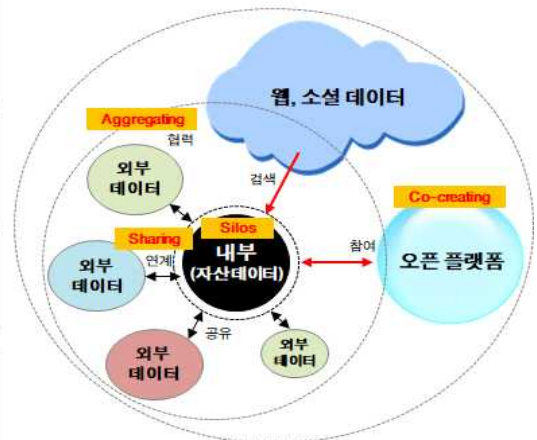 웹, 소셜 데이터
Aggregating
협력
외부
데이터
검색
Co-creating
Sharing
Silos
내부
(자산데이터)
외부
데이터
연계
참여
오픈 플랫폼
공유
외부
데이터
외부
데이터